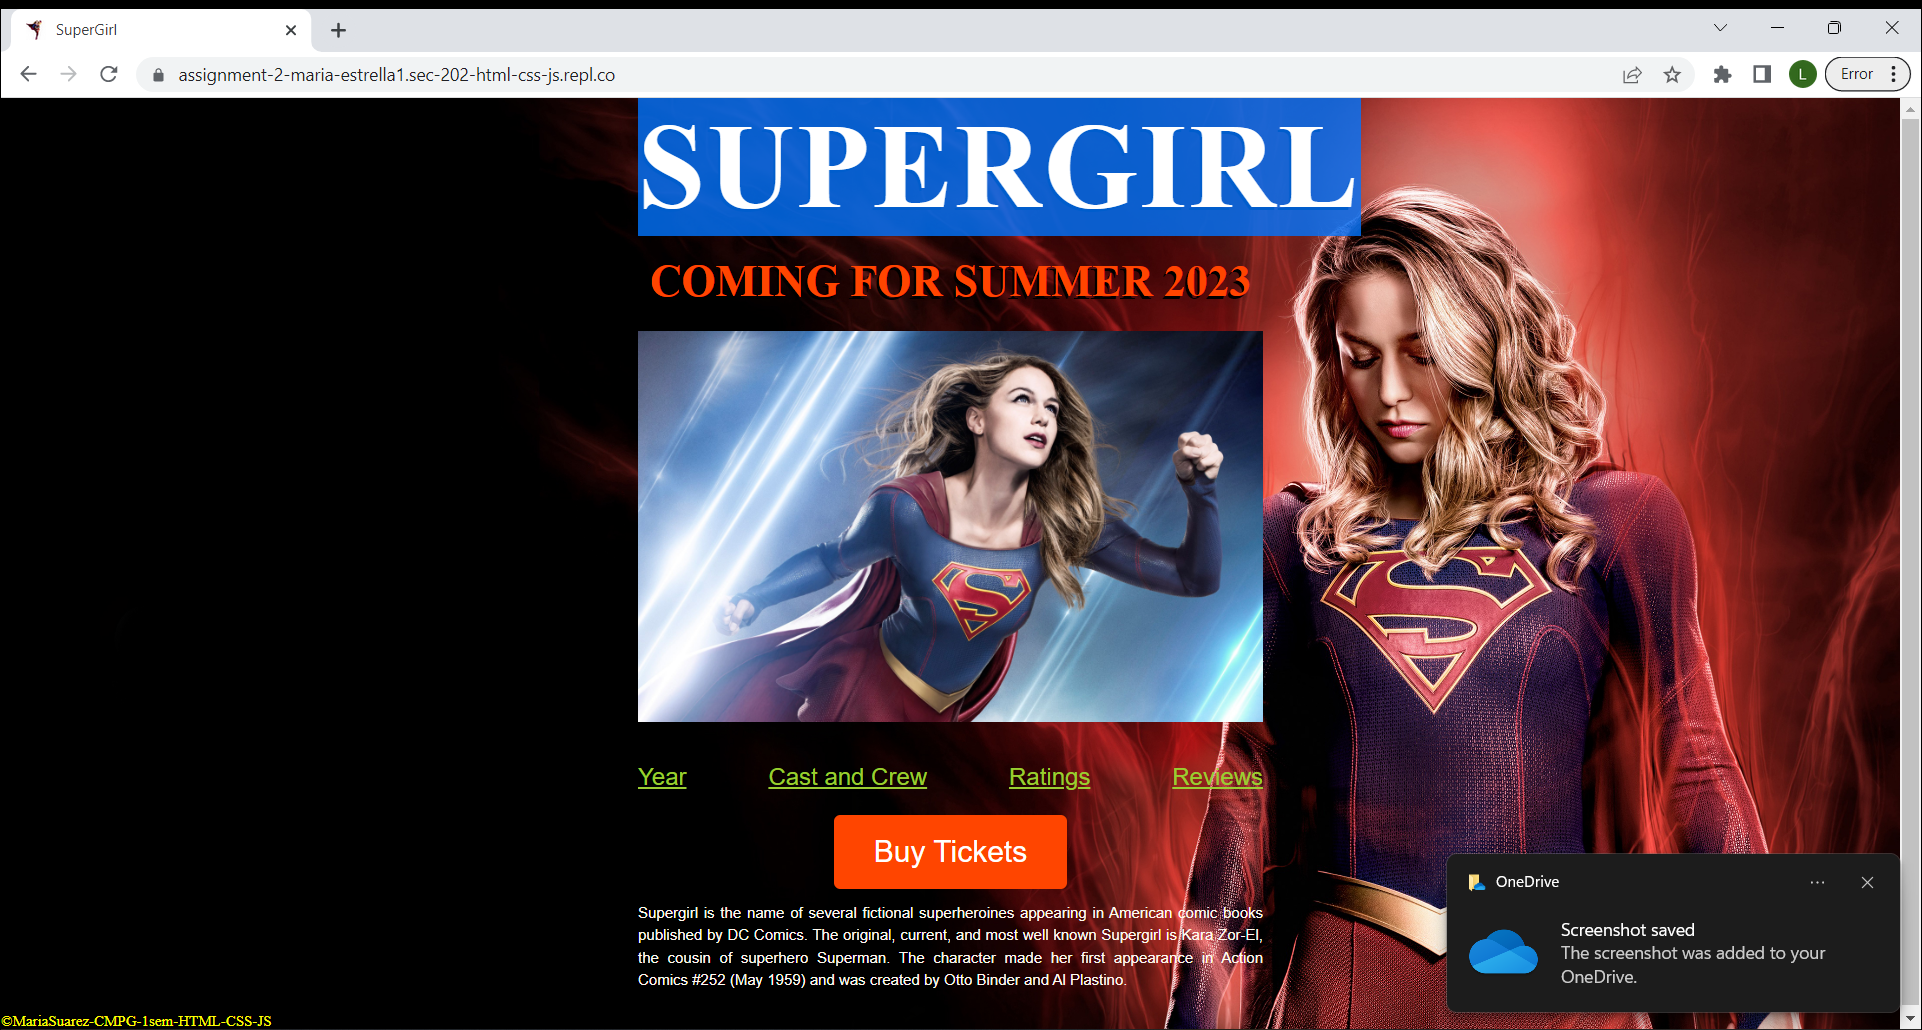 SuperGirl
assignment-2-maria-estrella1.sec-202-html-css-js.repl.co
L
Error
SUPERGIRL
COMING FOR SUMMER 2023
Year Cast and Crew Ratings Reviews
Buy Tickets
Supergirl is the name of several fictional superheroines appearing in American comic books
published by DC Comics. The original, current, and most well known Supergirl is Kara Zor-El,
the cousin of superhero Superman. The character made her first appearance in Action
Comics #252 (May 1959) and was created by Otto Binder and Al Plastino.
OneDrive
Screenshot saved
The screenshot was added to your
OneDrive.
©MariaSuarez-CMPG-1sem-HTML-CSS-JS